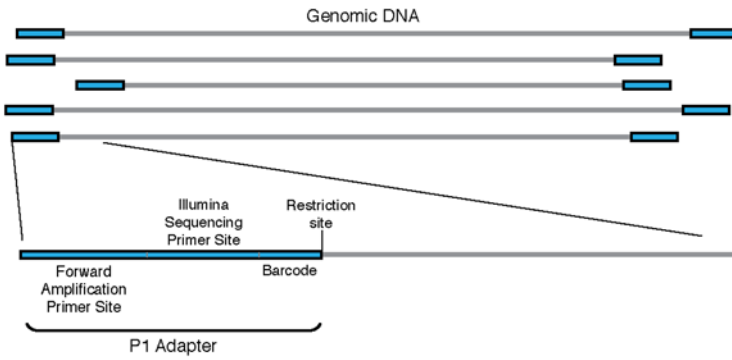 Genomic DNA
Illumina
Sequencing
Primer Site
Restriction
site
Barcode
Forward
Amplification
Primer Site
P1 Adapter